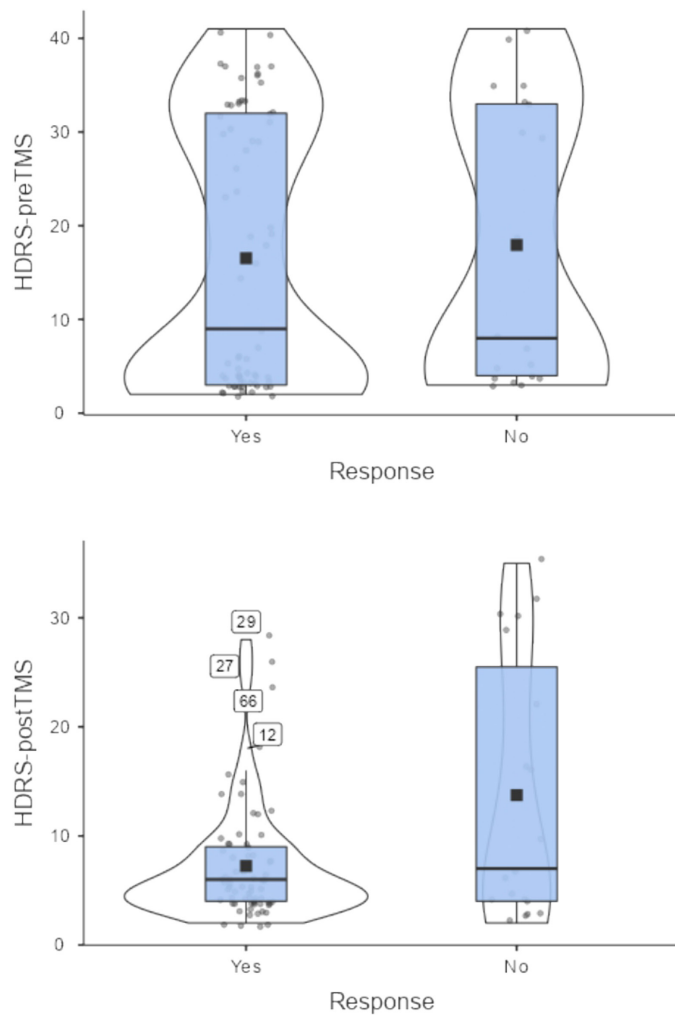 HDRS-preTMS
40
30
20
10
0
Yes
No
Response
HDRS-postTMS
30
20
10
0
29
27
66
12
Yes
No
Response